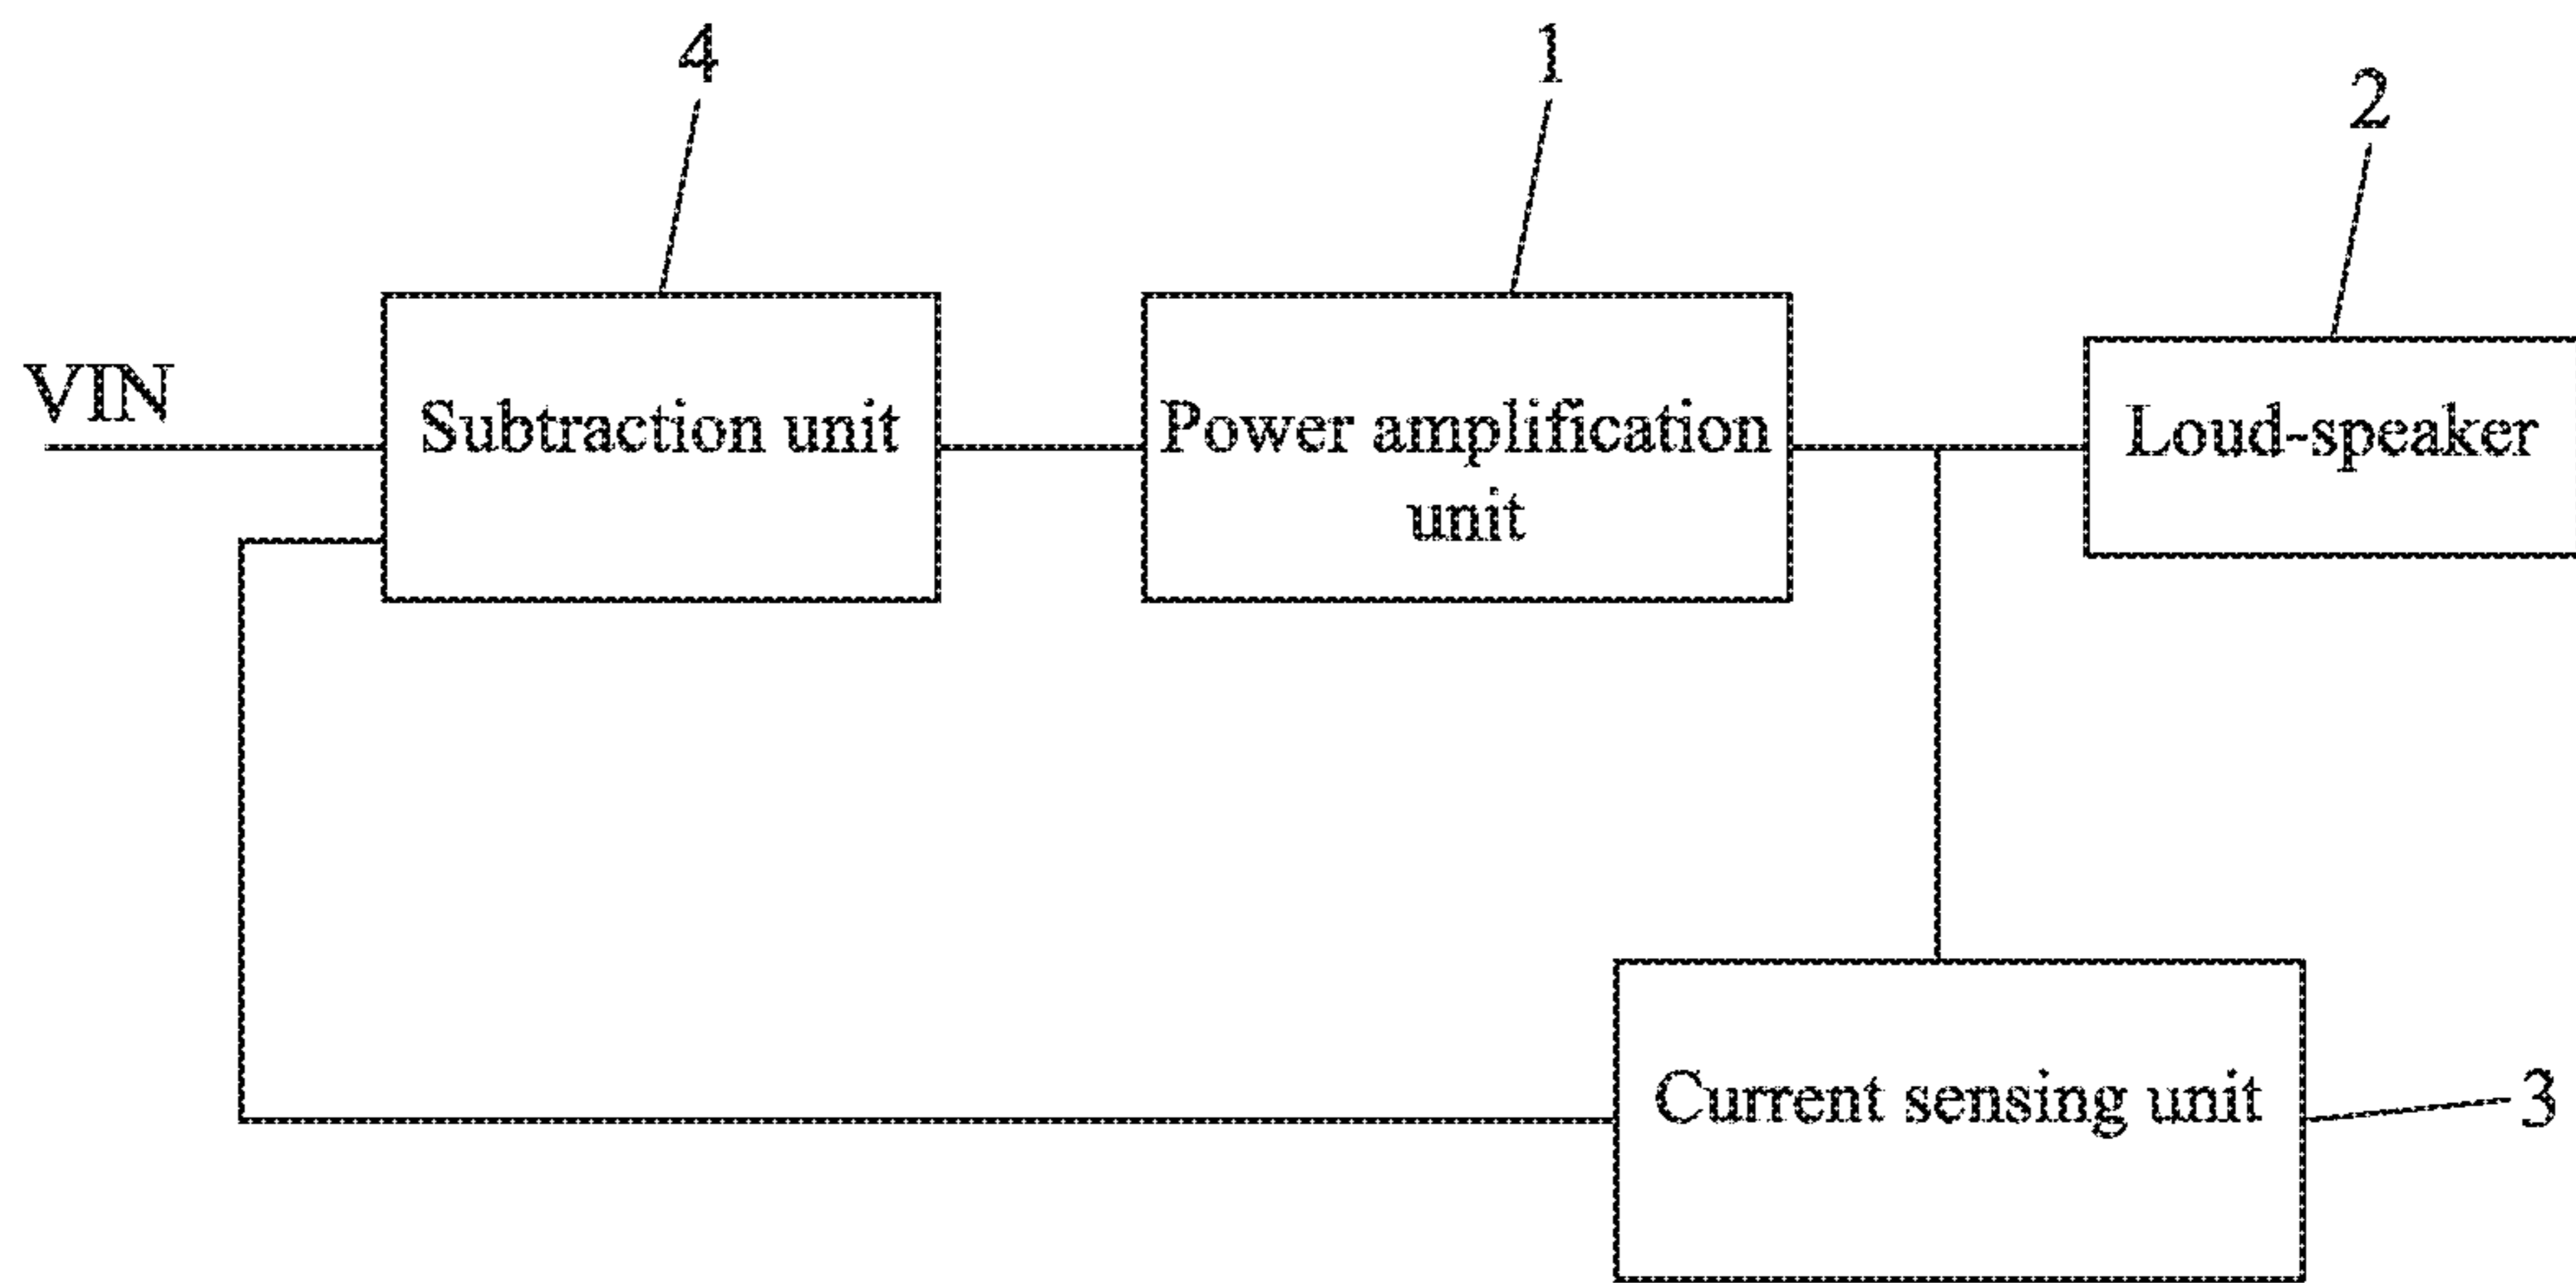 4
1
2
VIN
Subtraction unit
Power amplification
unit
Loud-speaker
Current sensing unit
3